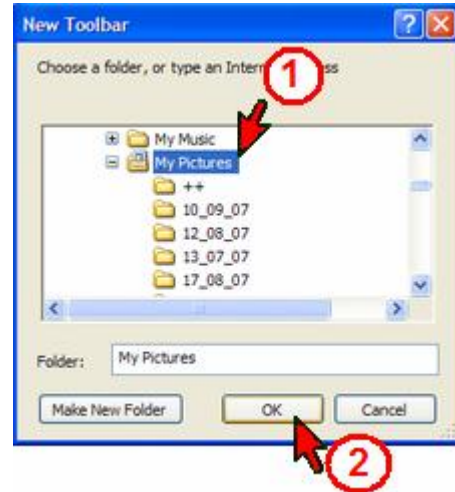 New Toolbar
Choose a folder, or type an Intern ss
1
My Music
My Pictures
++
10_09_07
12_08_07
13_07_07
17_08_07
Folder: My Pictures
Make New Folder OK Cancel
2